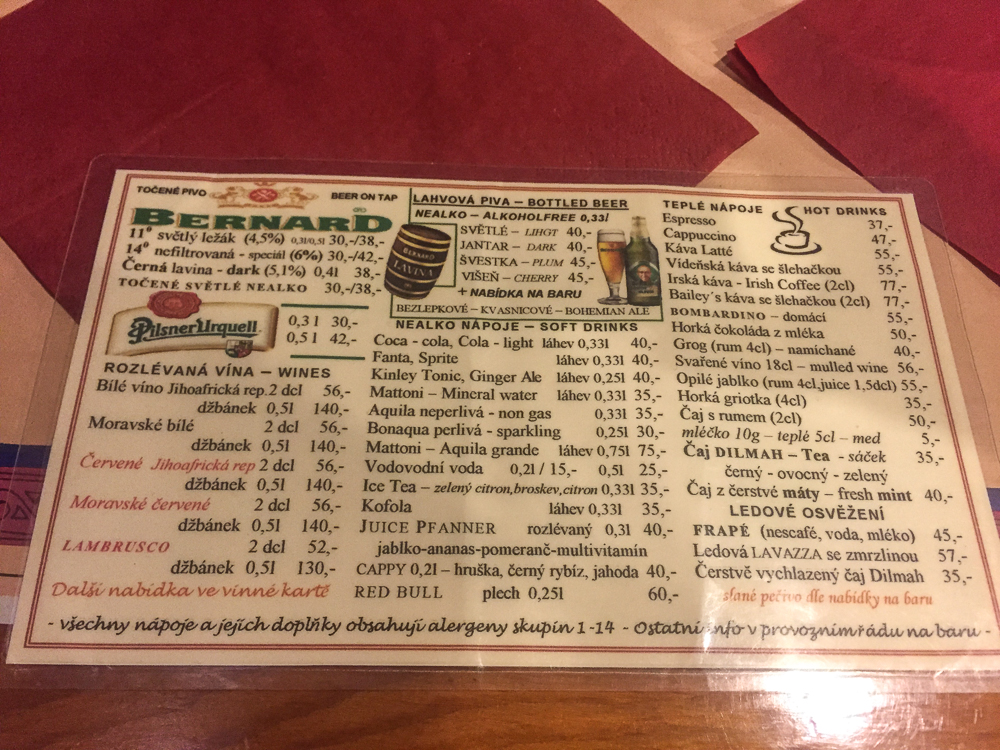 TOČENÉ PIVO BEER ON TAP
BERNARD
11° světlý ležák (4,5%) 0,3l/0,5l 30,-/38,-
14° nefiltrovaná - speciál (6%) 30,-/42,-
Černá lavina - dark (5,1%) 0,4l 38,-
TOČENÉ SVĚTLÉ NEALKO 30,-/38,-
Pilsner Urquell
0,3 l 30,-
0,5 l 42,-
ROZLÉVANÁ VÍNA – WINES
Bílé víno Jihoafrická rep. 2 dcl 56,-
džbánek 0,5l 140,-
Moravské bílé 2 dcl 56,-
džbánek 0,5l 140,-
Červené Jihoafrická rep 2 dcl 56,-
džbánek 0,5l 140,-
Moravské červené 2 dcl 56,-
džbánek 0,5l 140,-
LAMBRUSCO 2 dcl 52,-
džbánek 0,5l 130,-
Další nabídka ve vinné kartě
LAHVOVÁ PIVA – BOTTLED BEER
NEALKO – ALKOHOLFREE 0,33l
BERNARD
LAVINA
SVĚTLÉ – LIHGT 40,-
JANTAR – DARK 40,-
ŠVESTKA – PLUM 45,-
VIŠEŇ – CHERRY 45,-
+ NABÍDKA NA BARU
BEZLEPKOVÉ – KVASNICOVÉ – BOHEMIAN ALE
NEALKO NÁPOJE – SOFT DRINKS
Coca - cola, Cola - light láhev 0,33l 40,-
Fanta, Sprite láhev 0,33l 40,-
Kinley Tonic, Ginger Ale láhev 0,25l 40,-
Mattoni – Mineral water láhev 0,33l 35,-
Aquila neperlivá - non gas 0,33l 35,-
Bonaqua perlivá - sparkling 0,25l 30,-
Mattoni – Aquila grande láhev 0,75l 75,-
Vodovodní voda 0,2l / 15,- 0,5l 25,-
Ice Tea – zelený citron,broskev,citron 0,33l 35,-
Kofola láhev 0,33l 35,-
JUICE PFANNER rozlévaný 0,3l 40,-
jablko-ananas-pomeranč-multivitamín
CAPPY 0,2l – hruška, černý rybíz, jahoda 40,-
RED BULL plech 0,25l 60,-
TEPLÉ NÁPOJE HOT DRINKS
Espresso 37,-
Cappuccino 47,-
Káva Latté 55,-
Vídeňská káva se šlehačkou 55,-
Irská káva - Irish Coffee (2cl) 77,-
Bailey´s káva se šlehačkou (2cl) 77,-
BOMBARDINO – domácí 55,-
Horká čokoláda z mléka 50,-
Grog (rum 4cl) – namíchané 40,-
Svařené víno 18cl – mulled wine 56,-
Opilé jablko (rum 4cl,juice 1,5dcl) 55,-
Horká griotka (4cl) 35,-
Čaj s rumem (2cl) 50,-
mléčko 10g – teplé 5cl – med 5,-
Čaj DILMAH – Tea - sáček 35,-
černý - ovocný - zelený
Čaj z čerstvé máty – fresh mint 40,-
LEDOVÉ OSVĚŽENÍ
FRAPÉ (nescafé, voda, mléko) 45,-
Ledová LAVAZZA se zmrzlinou 57,-
Čerstvě vychlazený čaj Dilmah 35,-
slané pečivo dle nabídky na baru
- všechny nápoje a jejich doplňky obsahují alergeny skupin 1-14 - Ostatní info v provozním řádu na baru -